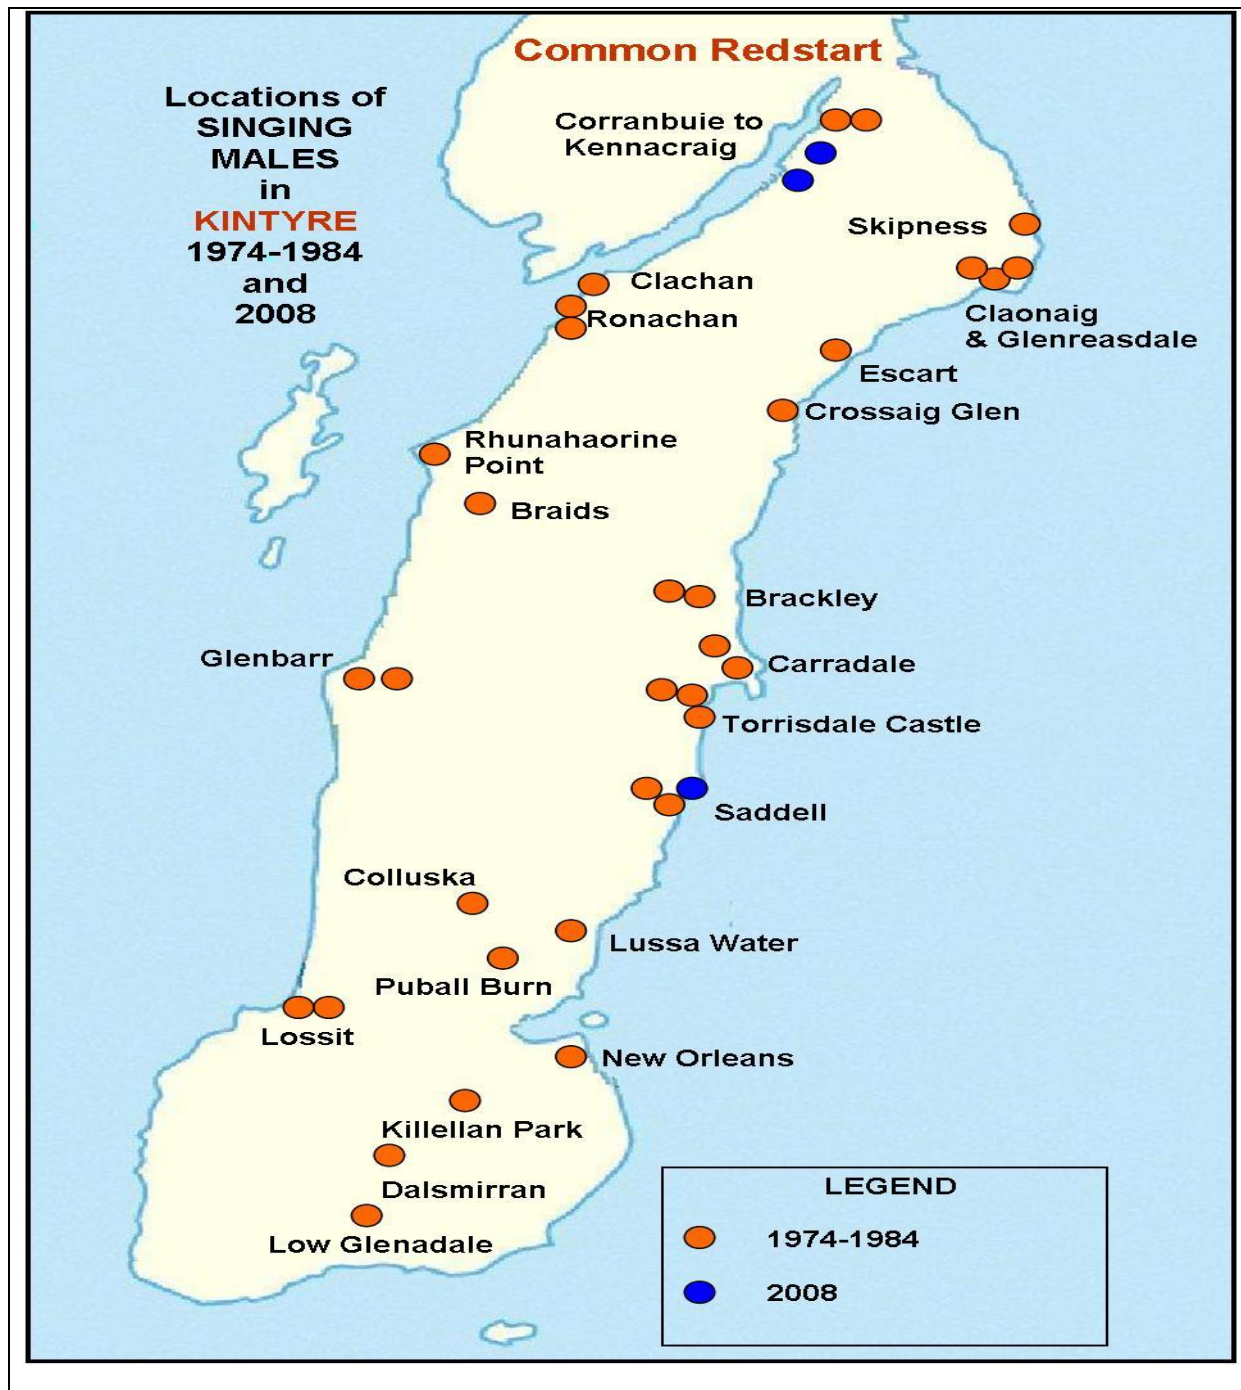 Common Redstart
Locations of
SINGING
MALES
in
KINTYRE
1974-1984
and
2008
Corranbuie to
Kennacraig
Skipness
Clachan
Ronachan
Claonaig
& Glenreasdale
Escart
Crossaig Glen
Rhunahaorine
Point
Braids
Brackley
Glenbarr
Carradale
Torrisdale Castle
Saddell
Colluska
Lussa Water
Puball Burn
Lossit
New Orleans
Killellan Park
Dalsmirran
Low Glenadale
LEGEND
1974-1984
2008